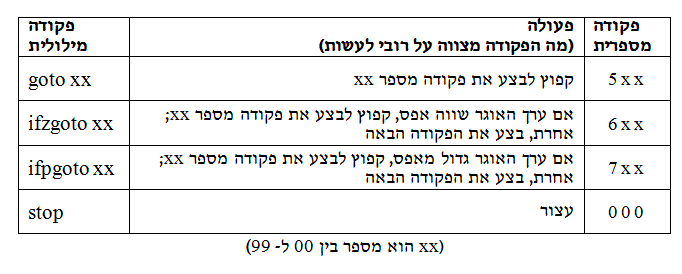 פקודה מספרית
פעולה
(מה הפקודה מצווה על רובי לעשות)
פקודה מילולית
5 x x
קפוץ לבצע את פקודה מספר xx
goto xx
6 x x
אם ערך האוגר שווה אפס, קפוץ לבצע את פקודה מספר xx;
אחרת, בצע את הפקודה הבאה
ifzgoto xx
7 x x
אם ערך האוגר גדול מאפס, קפוץ לבצע את פקודה מספר xx;
אחרת, בצע את הפקודה הבאה
ifpgoto xx
0 0 0
עצור
stop
(xx הוא מספר בין 00 ל- 99)